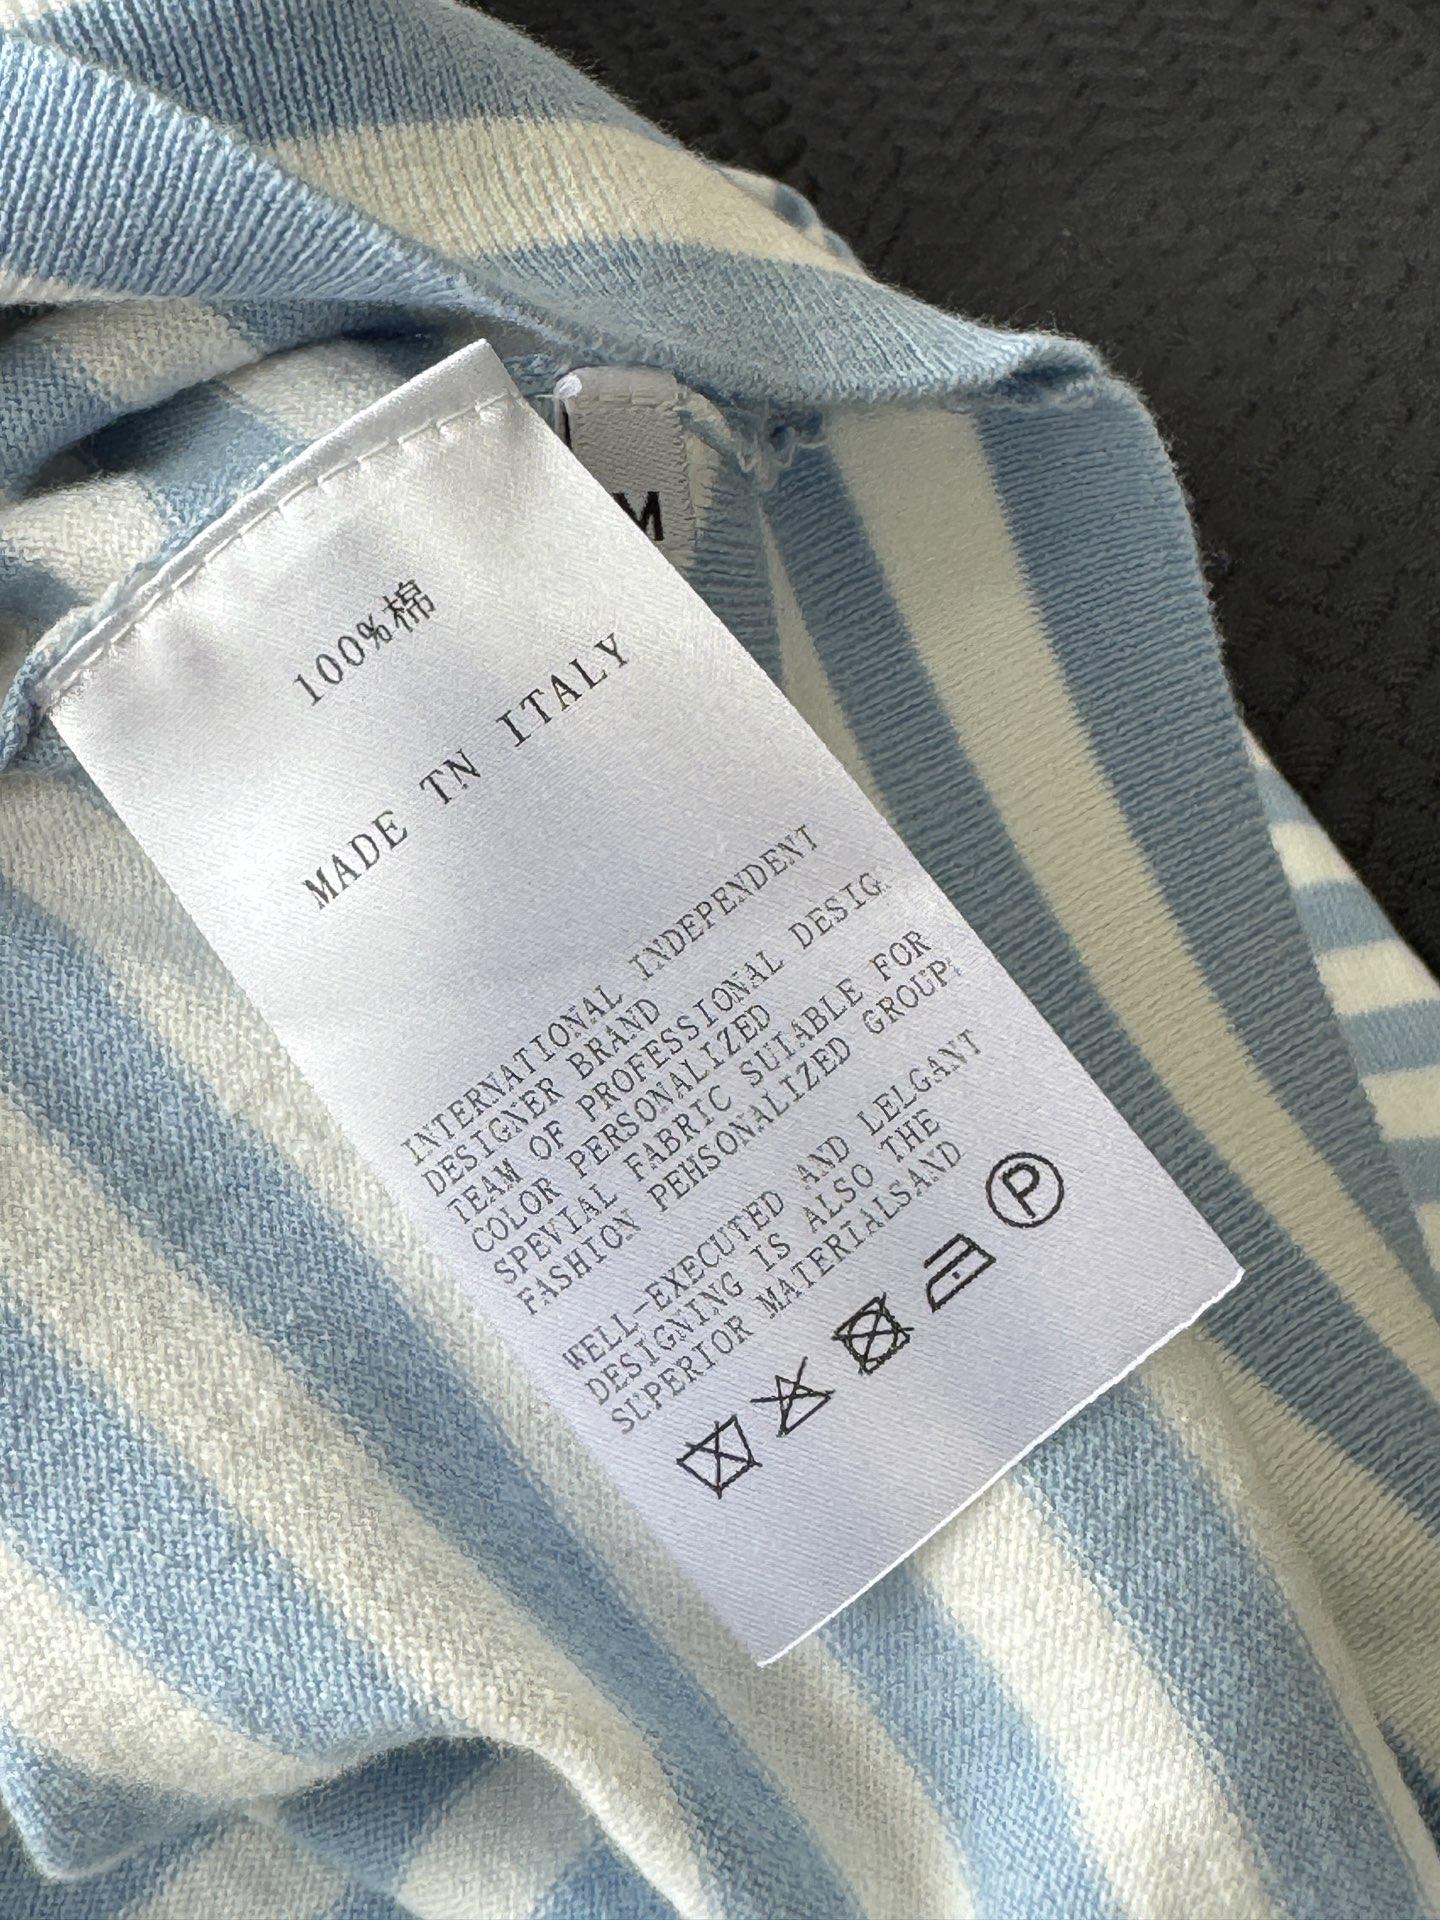 M
100%棉
MADE TN ITALY
INTERNATIONAL INDEPENDENT
DESIGNER BRAND
TEAM OF PROFESSIONAL DESIG
COLOR PERSONALIZED
SPEVIAL FABRIC SUIABLE FOR
FASHION PEHSONALIZED GROUP
WELL-EXECUTED AND LELGANT
DESIGNING IS ALSO THE
SUPERIOR MATERIALSAND
P